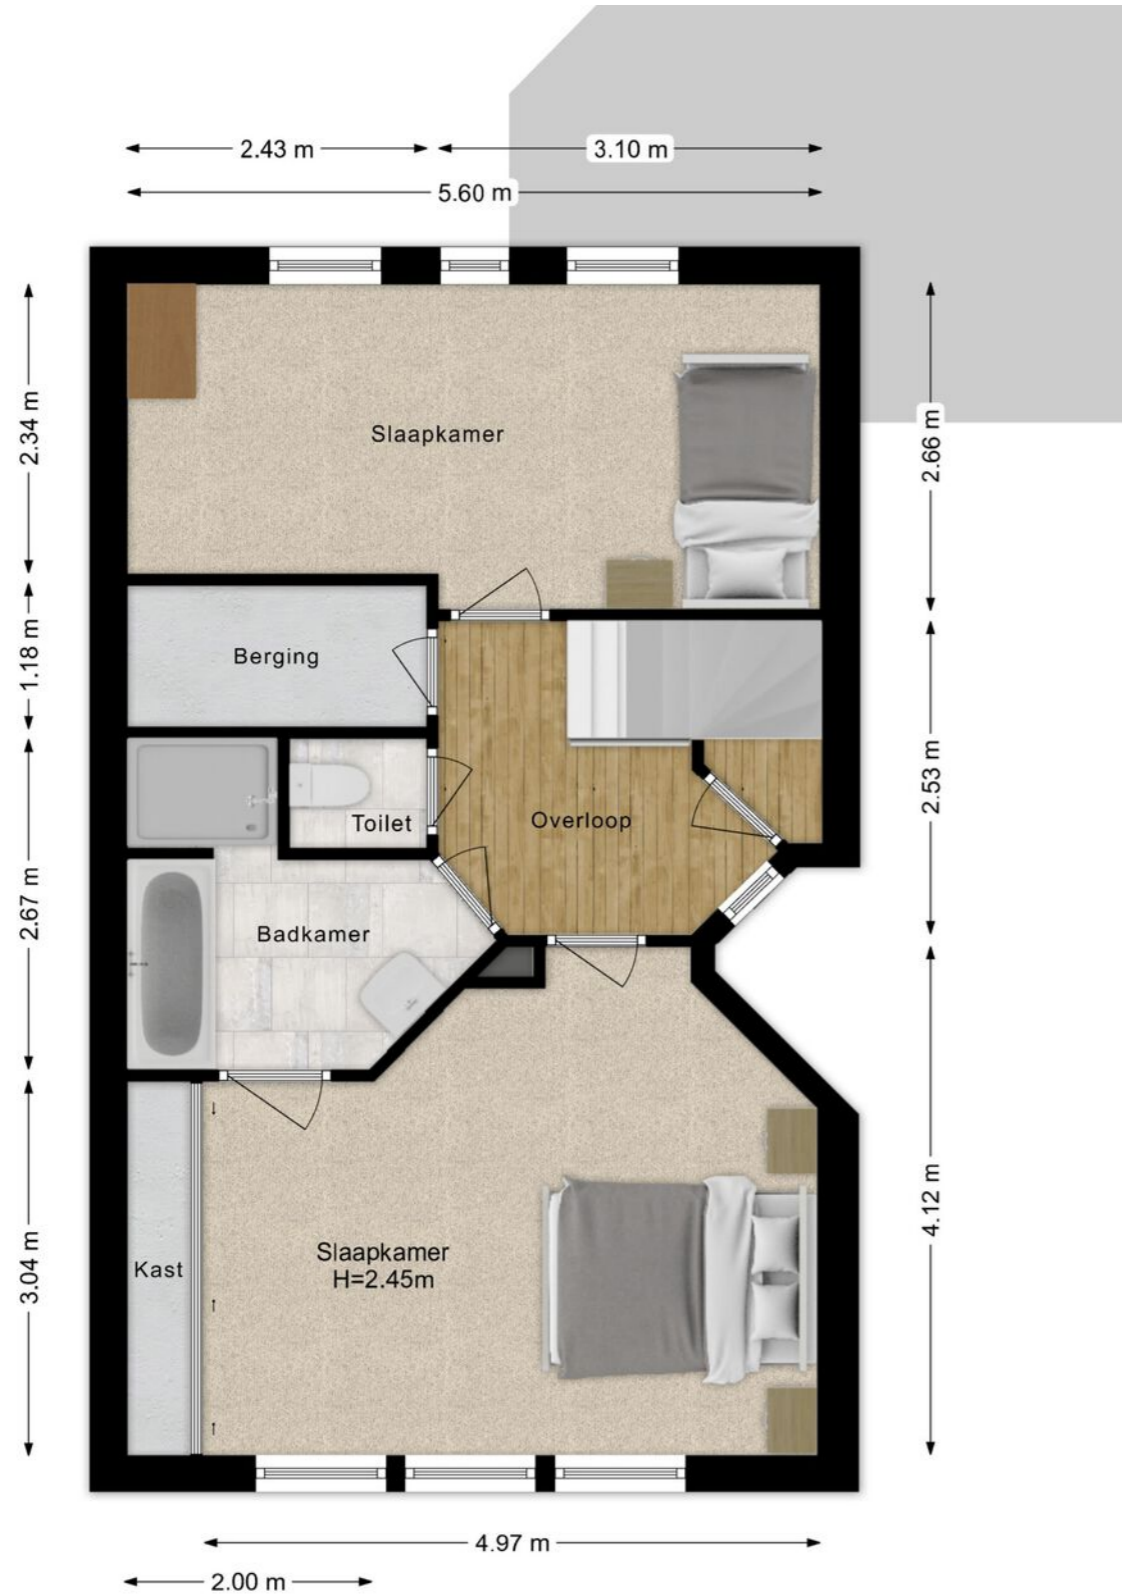 2.43 m
3.10 m
5.60 m
2.34 m
2.66 m
Slaapkamer
1.18 m
Berging
2.53 m
Toilet
Overloop
2.67 m
Badkamer
4.12 m
3.04 m
Kast
Slaapkamer
H=2.45m
4.97 m
2.00 m